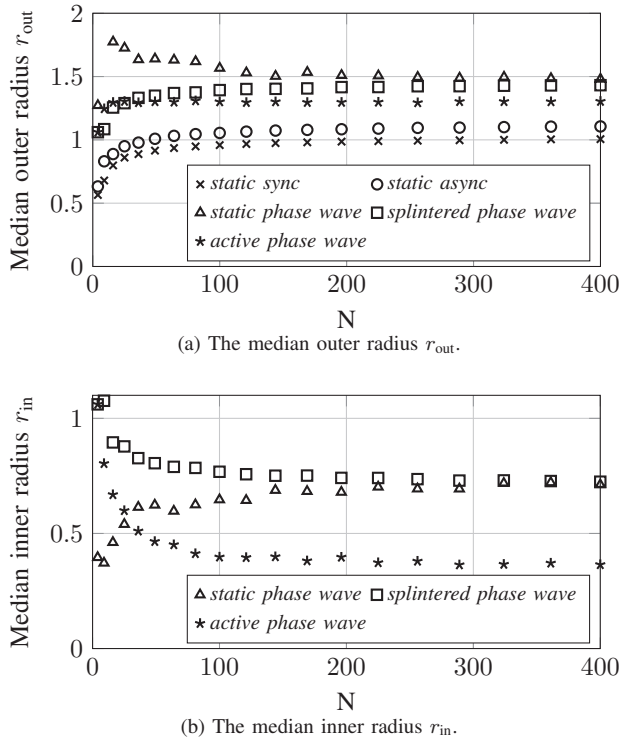 2
1.5
1
0.5
0
Median outer radius r_out
static sync
static async
static phase wave
splintered phase wave
active phase wave
0 100 200 300 400
N
(a) The median outer radius r_out.
1
0.5
0
Median inner radius r_in
static phase wave
splintered phase wave
active phase wave
0 100 200 300 400
N
(b) The median inner radius r_in.